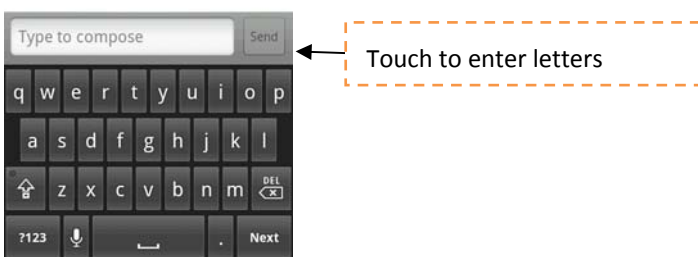 Type to compose Send
Touch to enter letters
q w e r t y u i o p
a s d f g h j k l
z x c v b n m DEL
?123 . Next